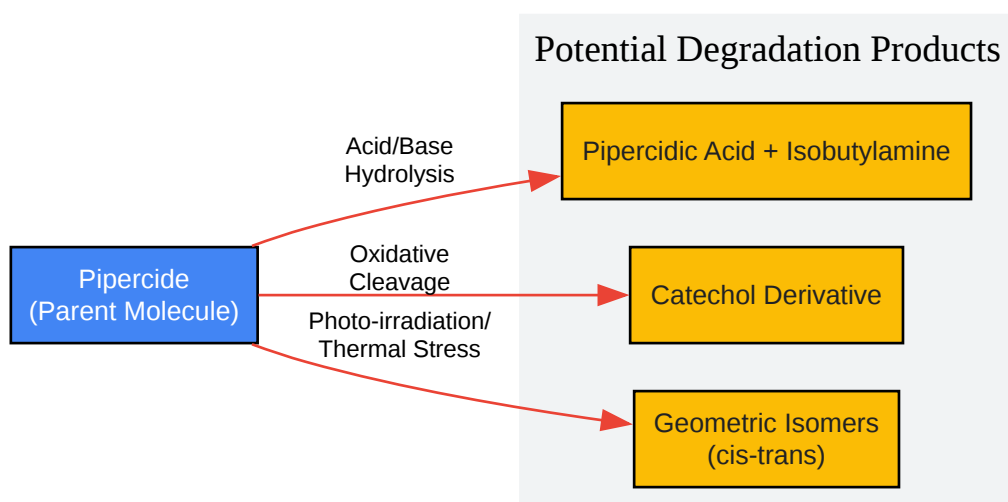 Potential Degradation Products
Acid/Base
Hydrolysis
Pipercidic Acid + Isobutylamine
Pipercide
(Parent Molecule)
Oxidative
Cleavage
Catechol Derivative
Photo-irradiation/
Thermal Stress
Geometric Isomers
(cis-trans)